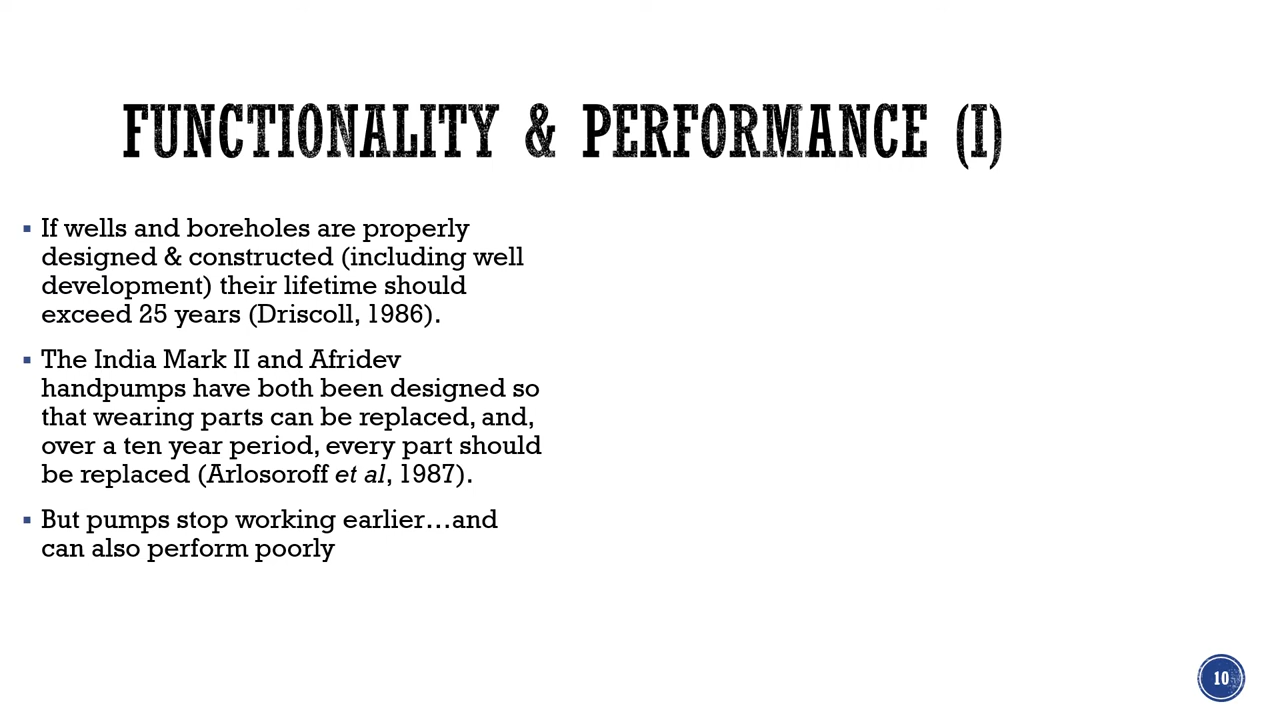 FUNCTIONALITY & PERFORMANCE (I)
▪ If wells and boreholes are properly
designed & constructed (including well
development) their lifetime should
exceed 25 years (Driscoll, 1986).
▪ The India Mark II and Afridev
handpumps have both been designed so
that wearing parts can be replaced, and,
over a ten year period, every part should
be replaced (Arlosoroff et al, 1987).
▪ But pumps stop working earlier…and
can also perform poorly
10